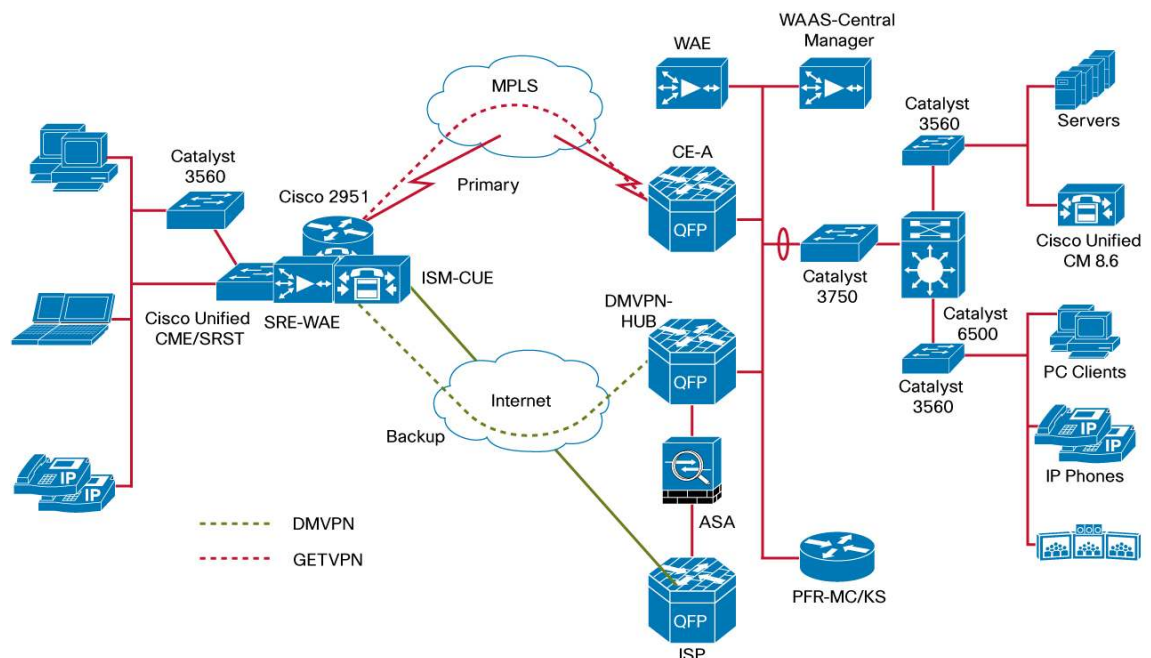 WAE
WAAS-Central
Manager
MPLS
Catalyst
3560
Servers
Catalyst
3560
Cisco 2951
Primary
CE-A
QFP
Cisco Unified
CM 8.6
ISM-CUE
Catalyst
3750
Cisco Unified
CME/SRST
SRE-WAE
DMVPN-
HUB
QFP
Catalyst
6500
Catalyst
3560
PC Clients
Internet
Backup
IP
IP
IP
IP
IP Phones
ASA
DMVPN
GETVPN
QFP
ISP
PFR-MC/KS